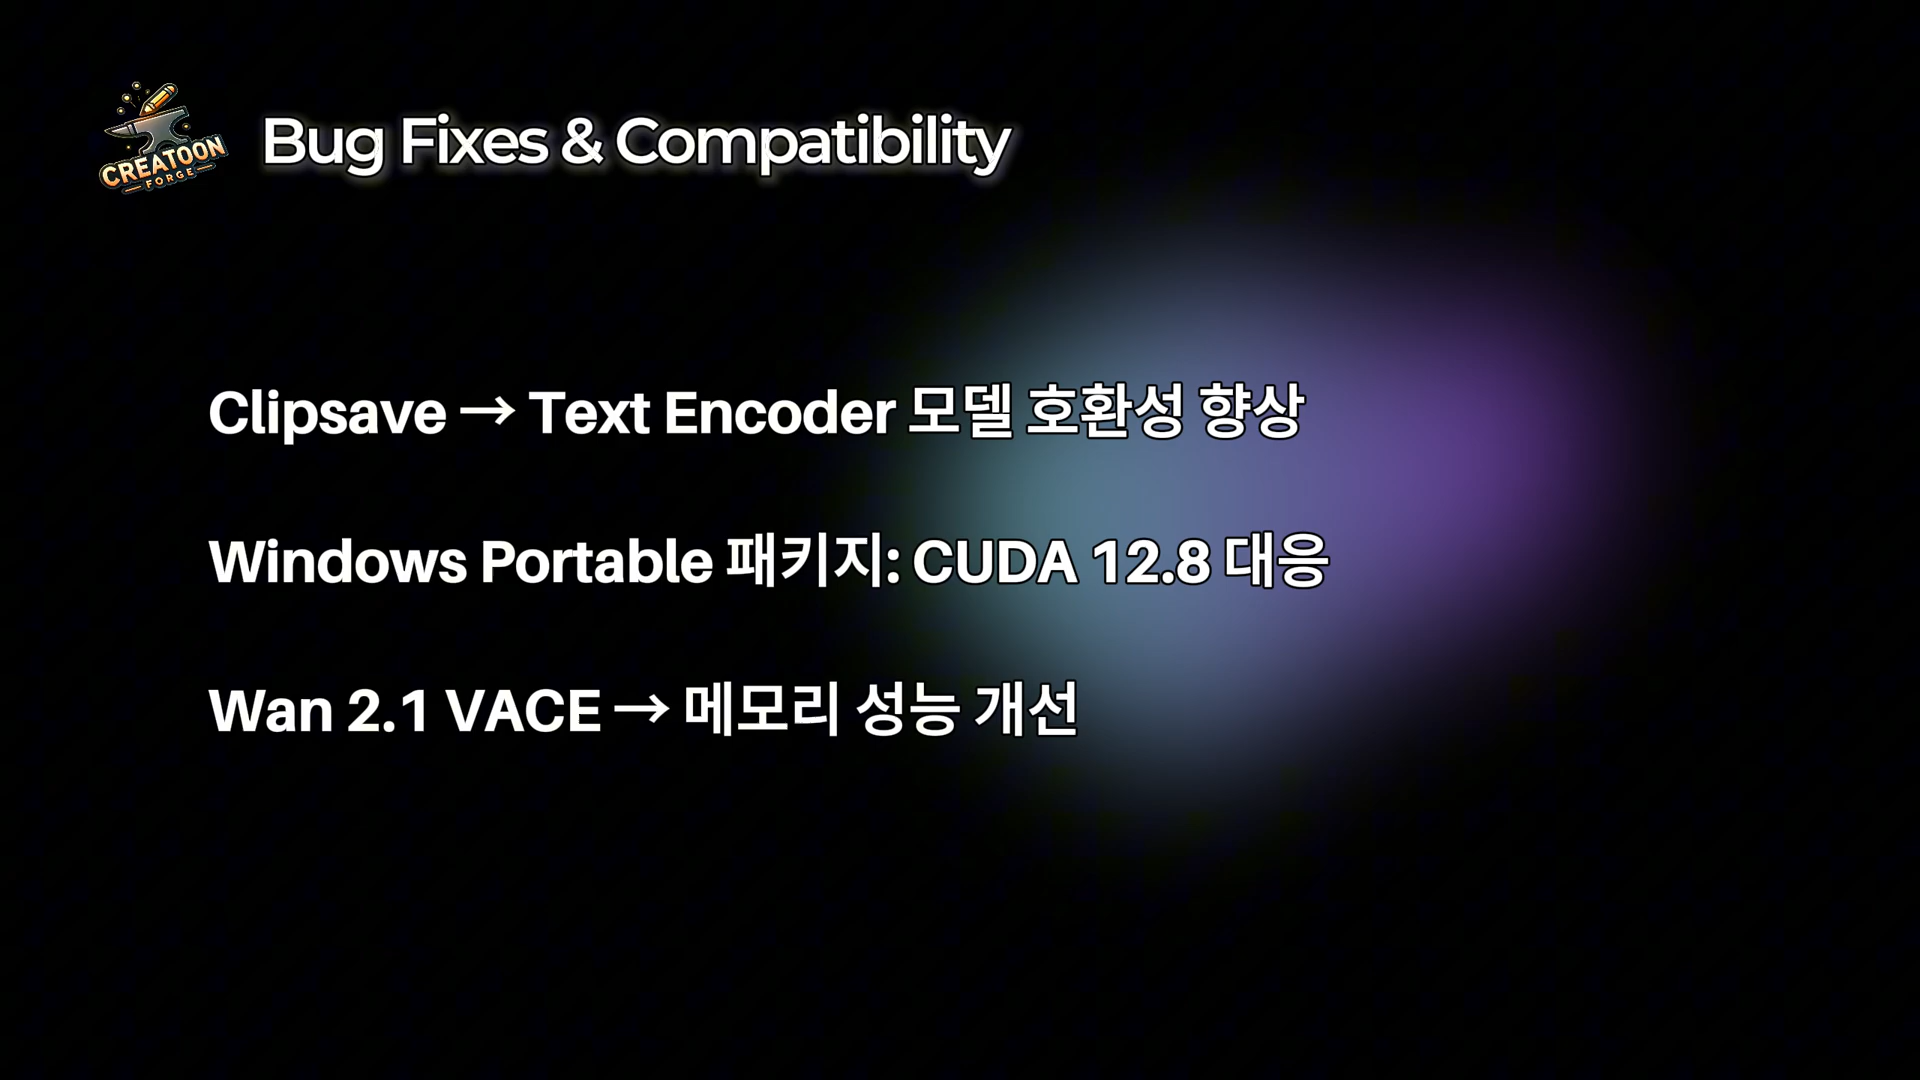 CREATOON
FORGE
Bug Fixes & Compatibility
Clipsave → Text Encoder 모델 호환성 향상
Windows Portable 패키지: CUDA 12.8 대응
Wan 2.1 VACE → 메모리 성능 개선